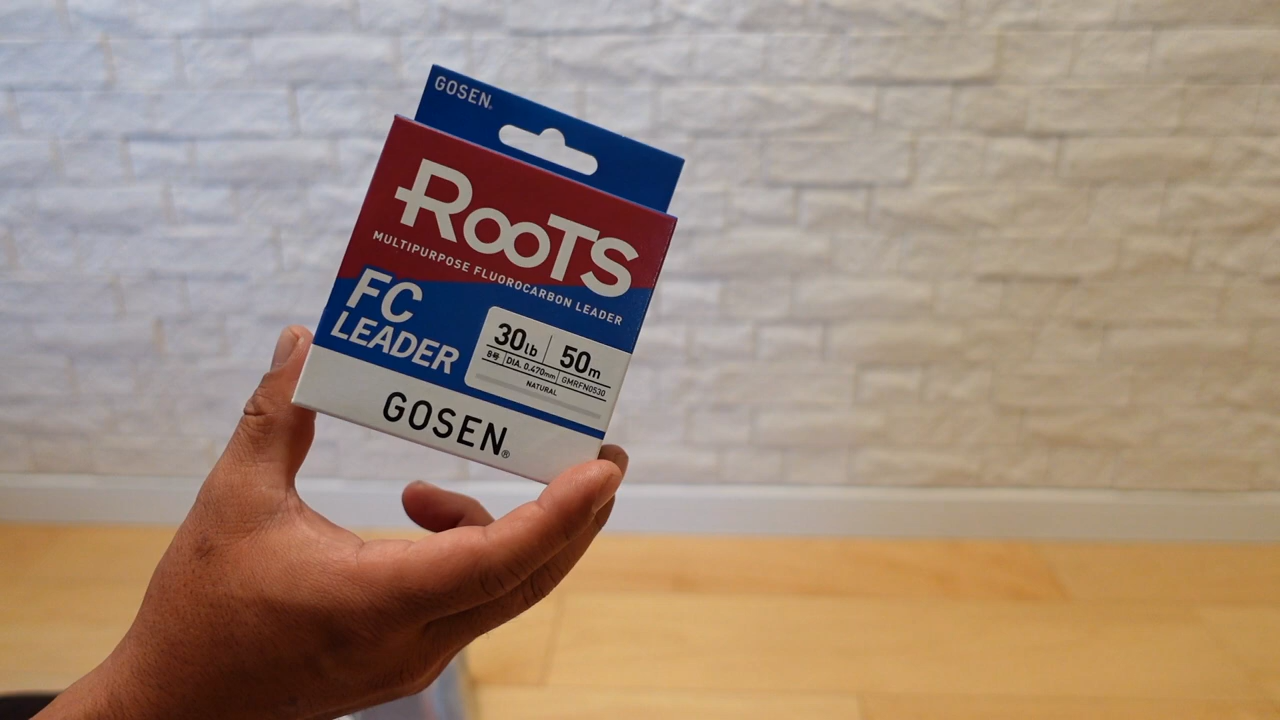 GOSEN®
RooTS
MULTIPURPOSE FLUOROCARBON LEADER
FC
LEADER
30lb 50m
8号 DIA. 0.470mm GMRFN0530
NATURAL
GOSEN®